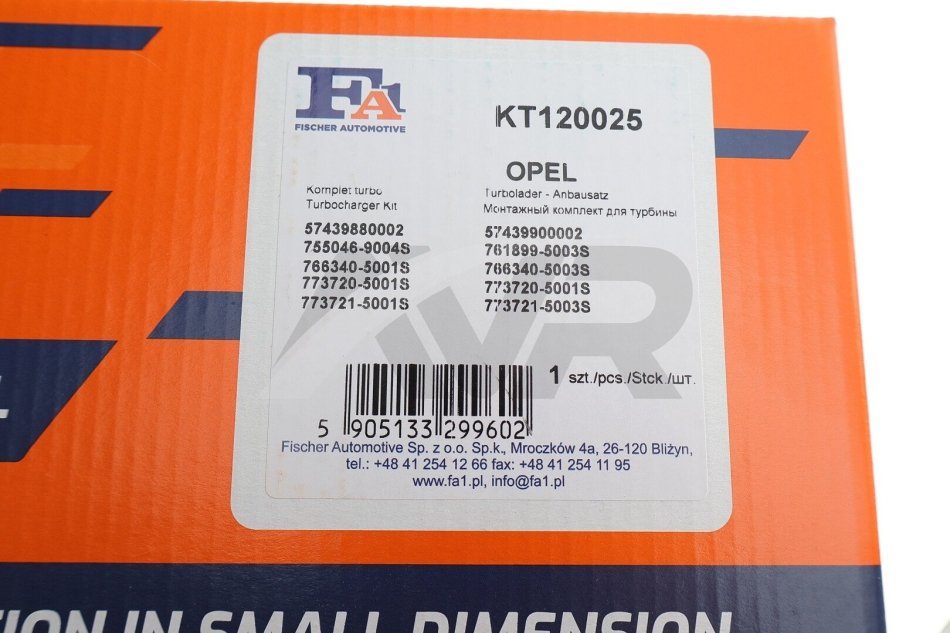 FA1
FISCHER AUTOMOTIVE
KT120025
OPEL
Komplet turbo
Turbocharger Kit
Turbolader - Anbausatz
Монтажный комплект для турбины
57439880002
755046-9004S
766340-5001S
773720-5001S
773721-5001S
57439900002
761899-5003S
766340-5003S
773720-5001S
773721-5003S
1 szt./pcs./Stck./шт.
5 905133 299602
Fischer Automotive Sp. z o.o. Sp.k., Mroczków 4a, 26-120 Bliżyn,
tel.: +48 41 254 12 66 fax: +48 41 254 11 95
www.fa1.pl, info@fa1.pl
IN SMALL DIMENSION